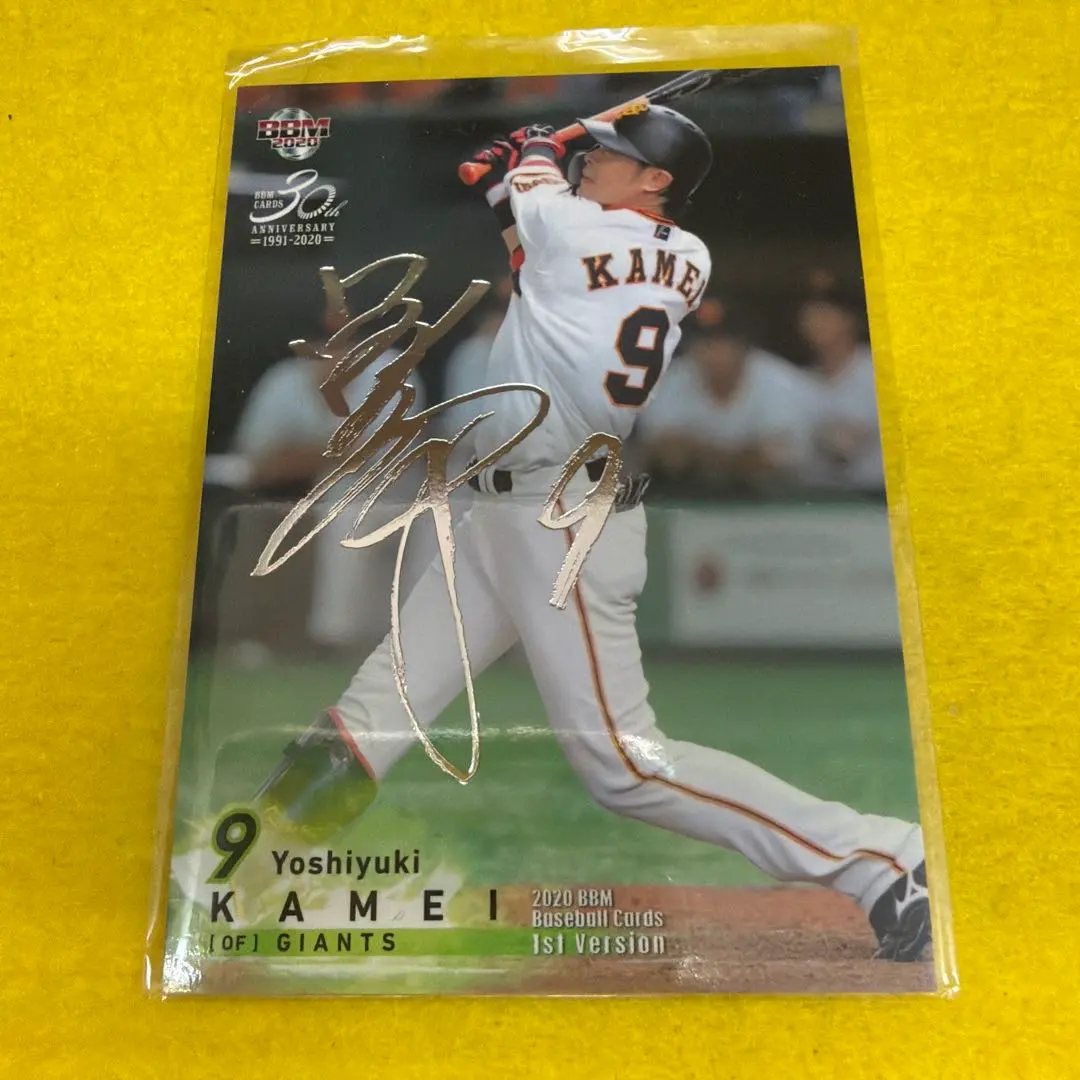 BBM
2020
BBM
CARDS 30th
ANNIVERSARY
=1991-2020=
KAMEI
9
9
9 Yoshiyuki
KAMEI
[OF] GIANTS
2020 BBM
Baseball Cards
1st Version